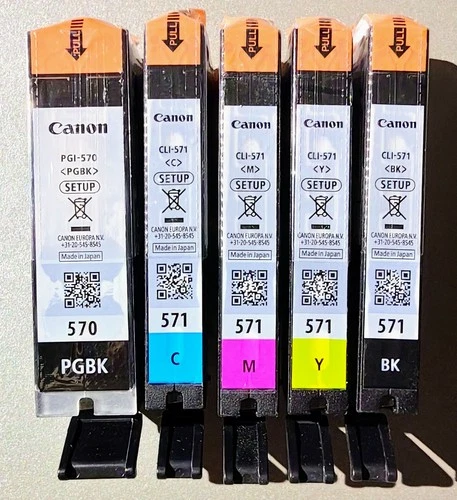 PULL
Canon
PGI-570
<PGBK>
SETUP
CANON EUROPA N.V.
+31-20-545-8545
Made in Japan
570
PGBK
PULL
Canon
CLI-571
<C>
SETUP
CANON EUROPA N.V.
+31-20-545-8545
Made in Japan
571
C
PULL
Canon
CLI-571
<M>
SETUP
CANON EUROPA N.V.
+31-20-545-8545
Made in Japan
571
M
PULL
Canon
CLI-571
<Y>
SETUP
CANON EUROPA N.V.
+31-20-545-8545
Made in Japan
571
Y
PULL
Canon
CLI-571
<BK>
SETUP
CANON EUROPA N.V.
+31-20-545-8545
Made in Japan
571
BK